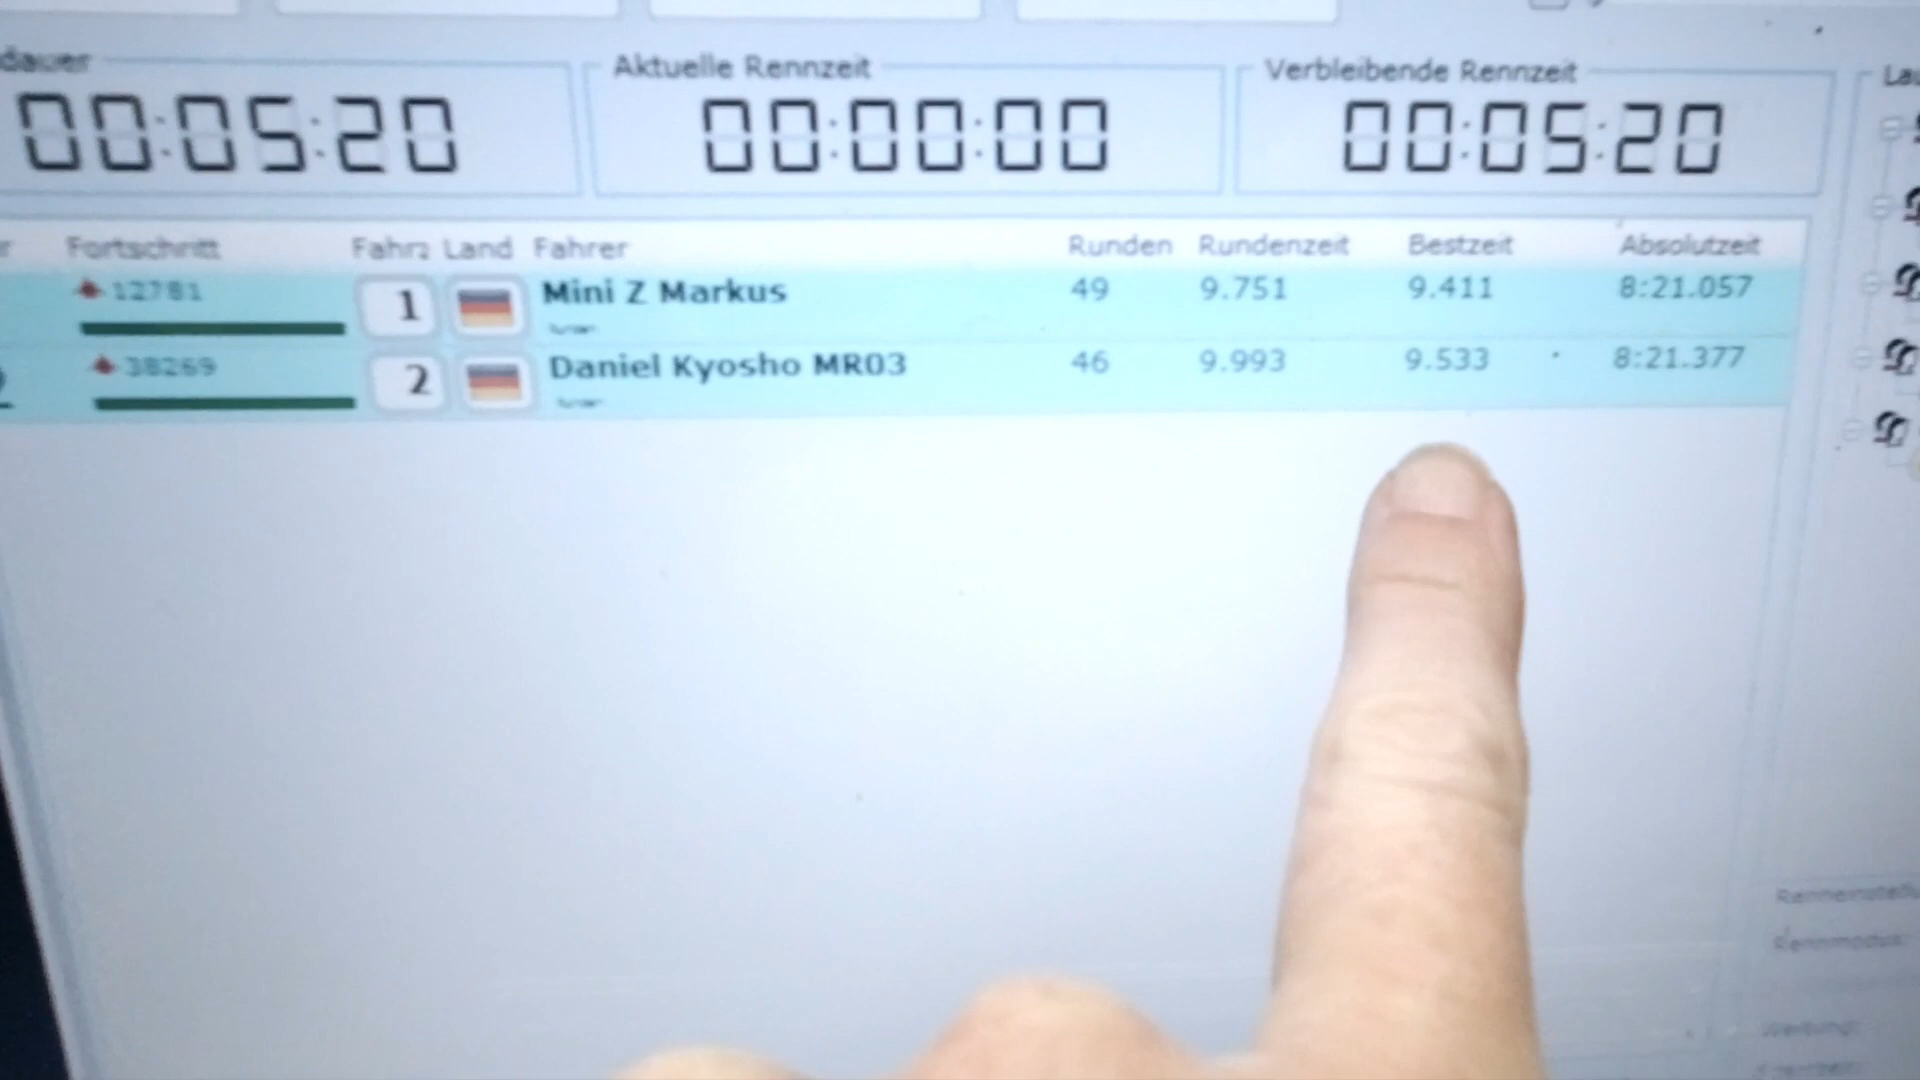 dauer Aktuelle Rennzeit Verbleibende Rennzeit
00:05:20 00:00:00 00:05:20
Fortschritt Fahrz Land Fahrer Runden Rundenzeit Bestzeit Absolutzeit
12781 1 Mini Z Markus 49 9.751 9.411 8:21.057
38269 2 Daniel Kyosho MR03 46 9.993 9.533 8:21.377
Rennmodus: